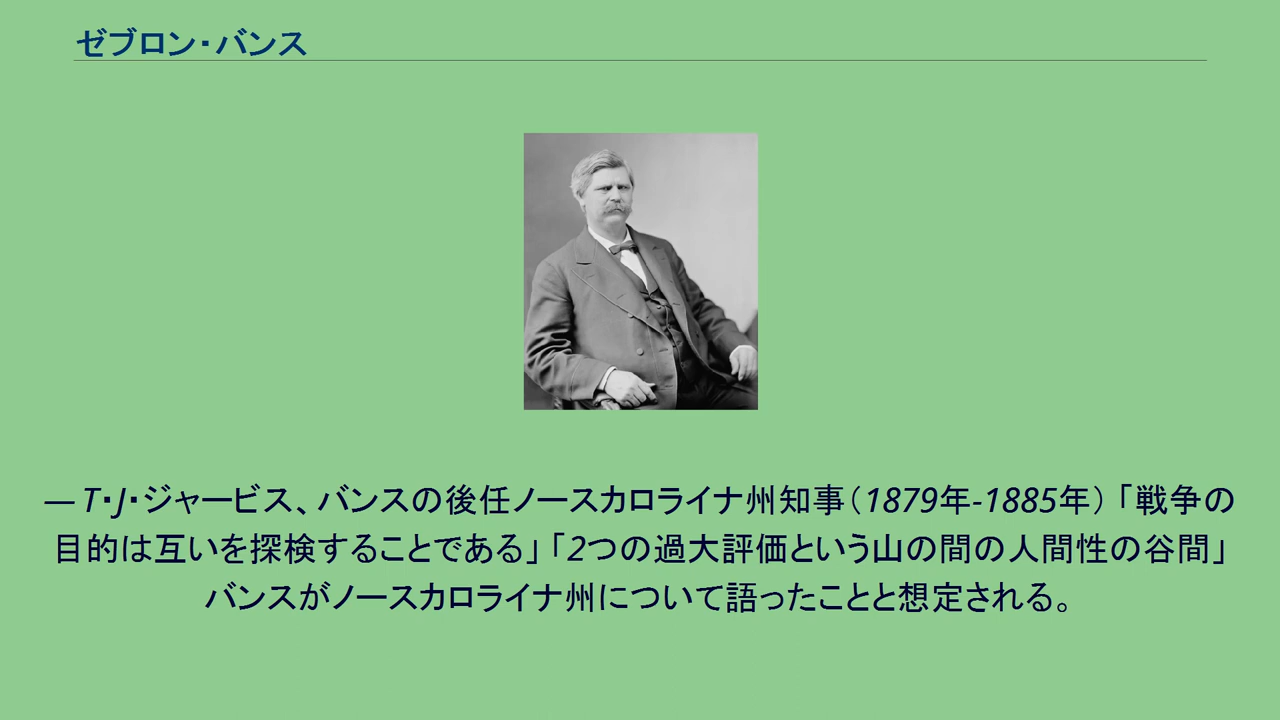 ゼブロン・バンス
— T・J・ジャービス、バンスの後任ノースカロライナ州知事（1879年-1885年）「戦争の
目的は互いを探検することである」「2つの過大評価という山の間の人間性の谷間」
バンスがノースカロライナ州について語ったことと想定される。